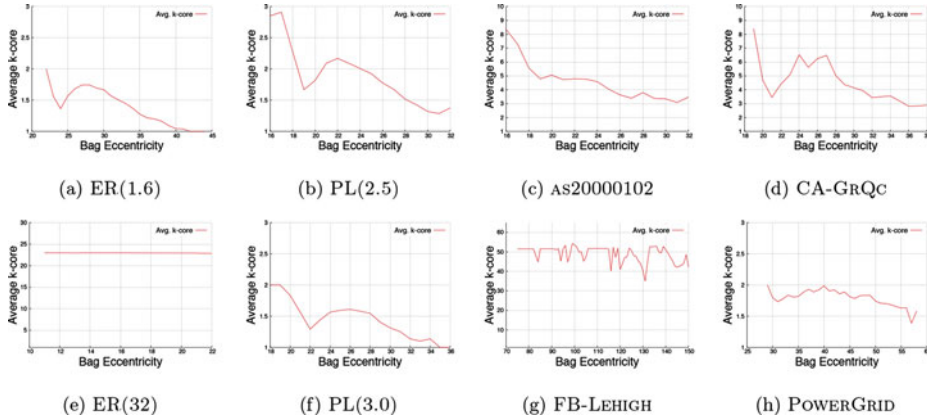 Avg. k-core
Average k-core
3
2
1.5
1
20 25 30 35 40 45
Bag Eccentricity
(a) ER(1.6)
Avg. k-core
Average k-core
3
2
1.5
1
16 18 20 22 24 26 28 30 32
Bag Eccentricity
(b) PL(2.5)
Avg. k-core
Average k-core
10
9
8
7
6
5
4
3
2
1
16 18 20 22 24 26 28 30 32
Bag Eccentricity
(c) AS20000102
Avg. k-core
Average k-core
10
9
8
7
6
5
4
3
2
1
18 20 22 24 26 28 30 32 34 36 38
Bag Eccentricity
(d) CA-GRQC
Avg. k-core
Average k-core
30
25
20
15
10
5
10 12 14 16 18 20 22
Bag Eccentricity
(e) ER(32)
Avg. k-core
Average k-core
3
2
1.5
1
18 20 22 24 26 28 30 32 34 36
Bag Eccentricity
(f) PL(3.0)
Avg. k-core
Average k-core
60
50
40
30
20
10
70 80 90 100 110 120 130 140 150
Bag Eccentricity
(g) FB-LEHIGH
Avg. k-core
Average k-core
3
2
1.5
1
25 30 35 40 45 50 55 60
Bag Eccentricity
(h) POWERGRID